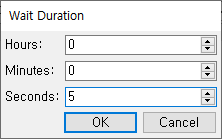 Wait Duration
Hours: 0
Minutes: 0
Seconds: 5
OK Cancel